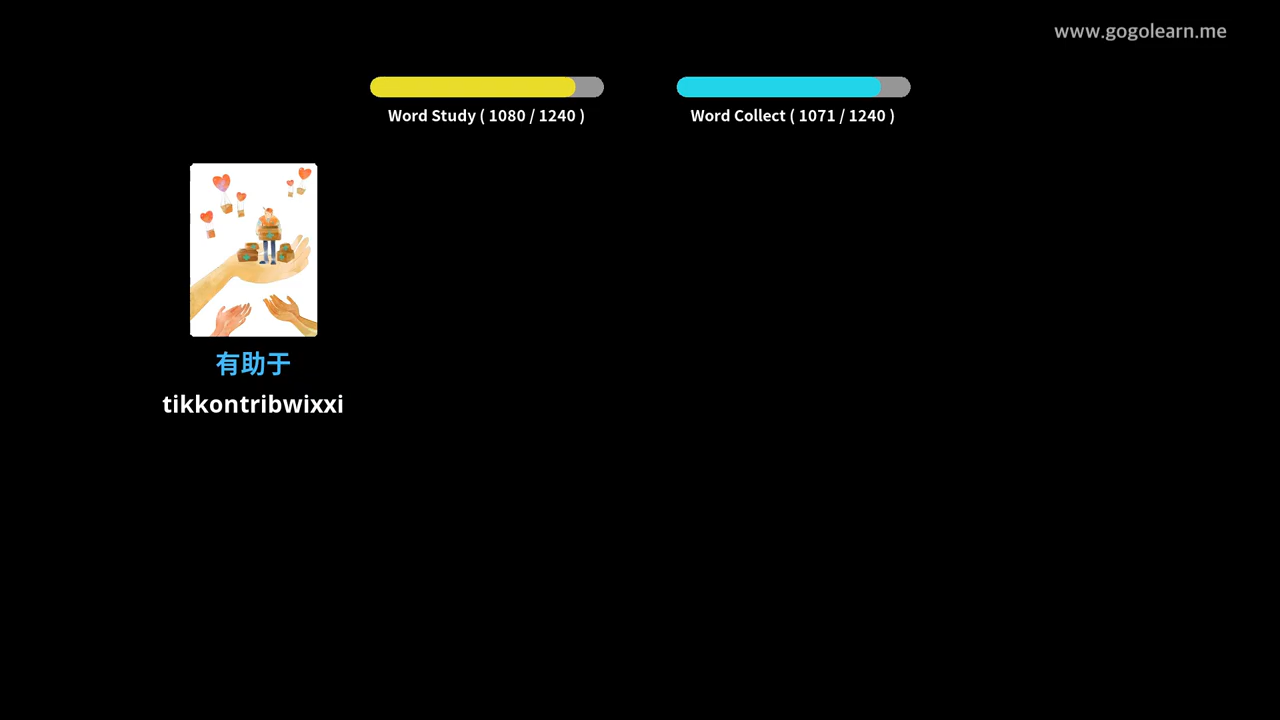 www.gogolearn.me
Word Study ( 1080 / 1240 )
Word Collect ( 1071 / 1240 )
有助于
tikkontribwixxi